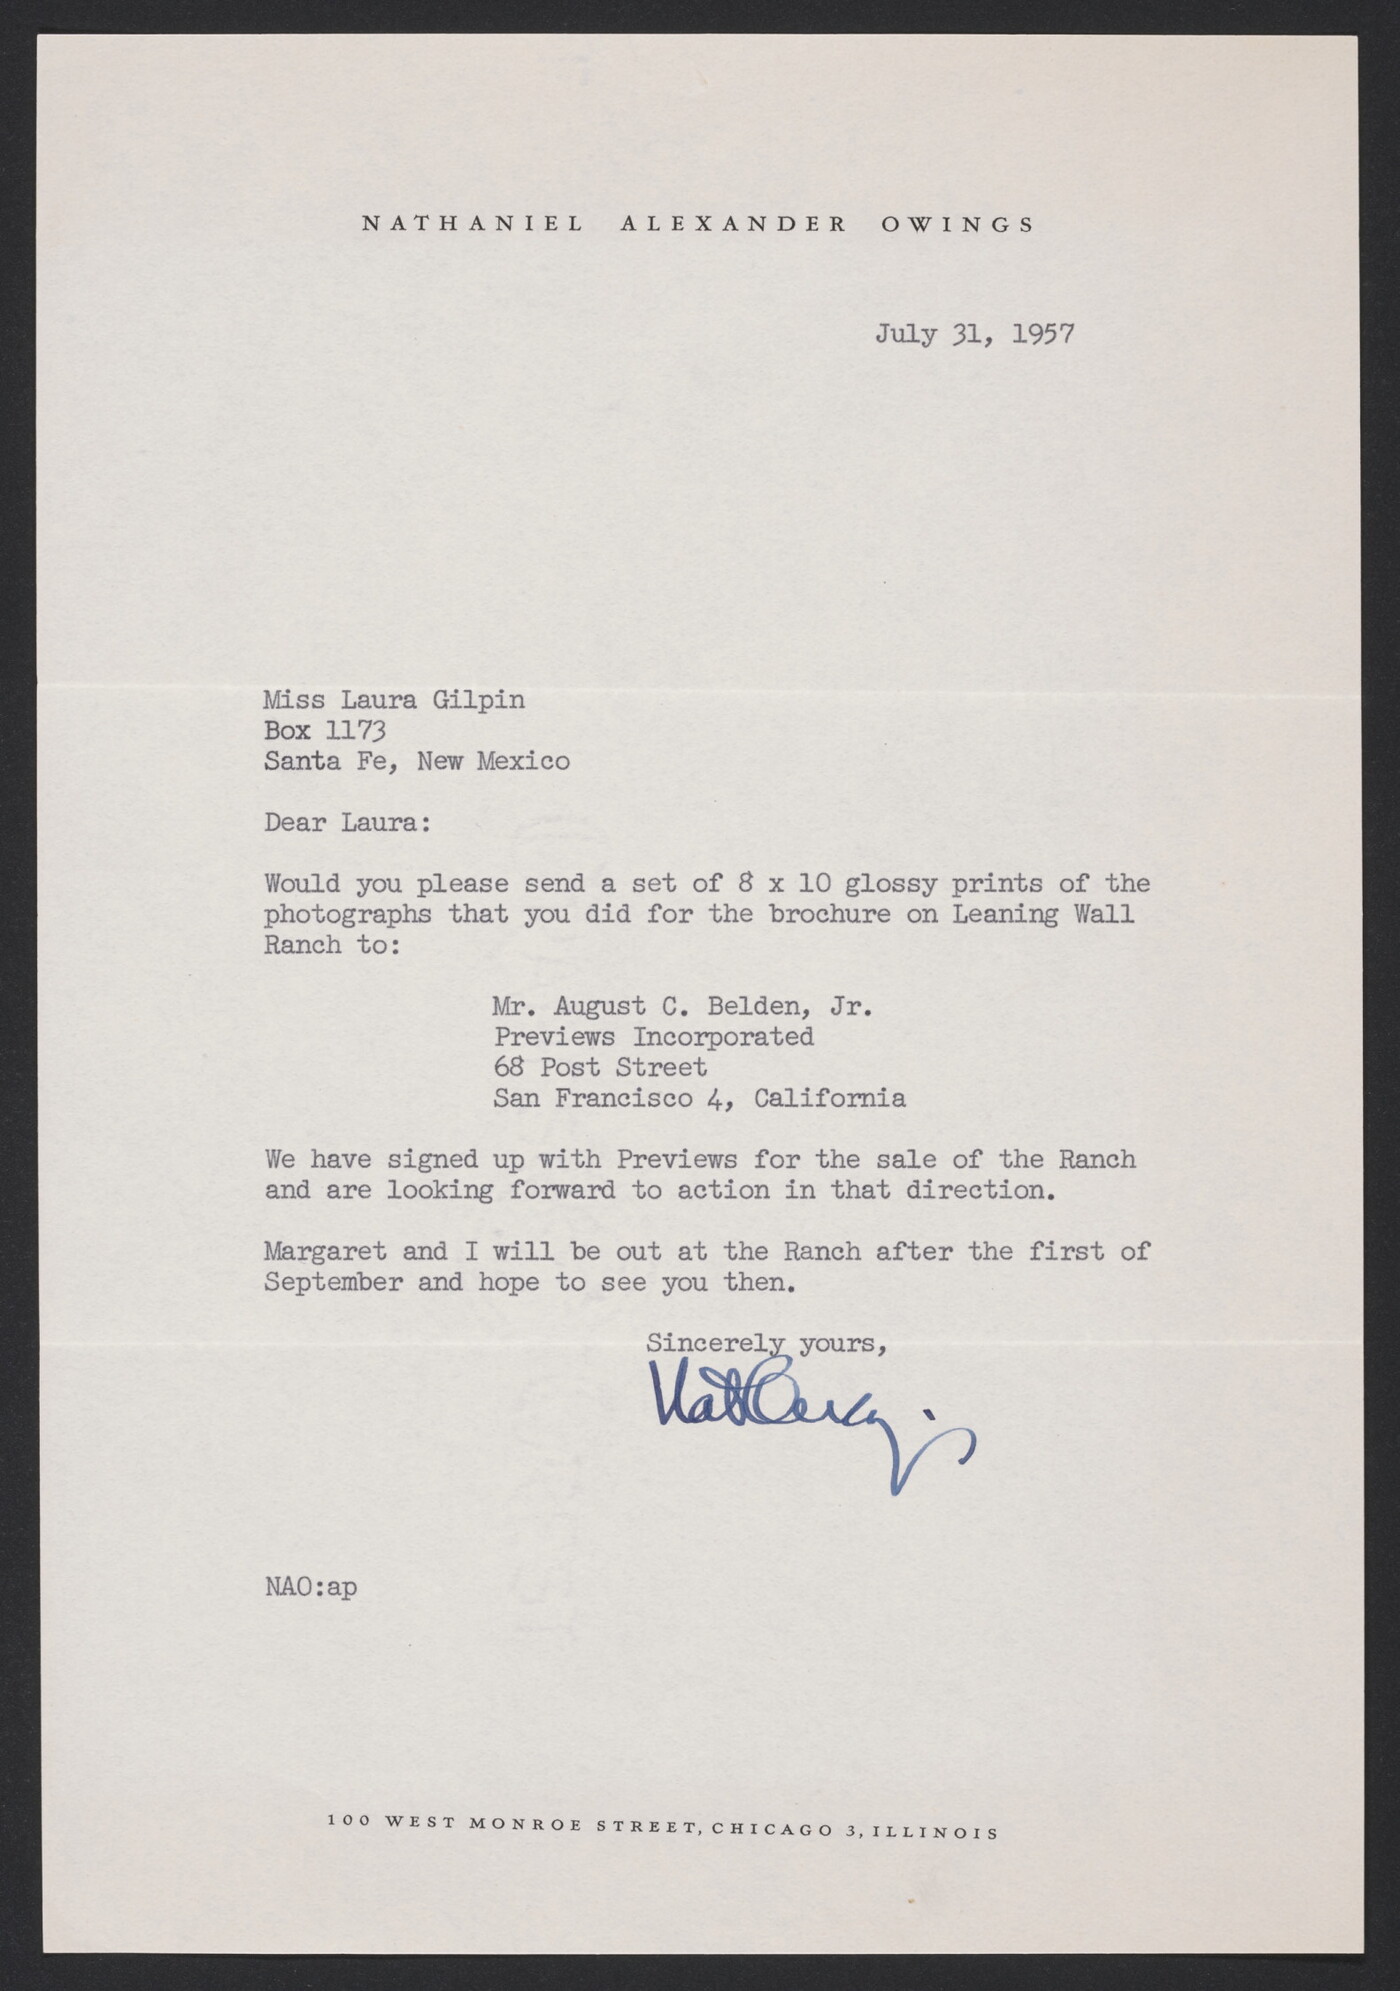 NATHANIEL ALEXANDER OWINGS
July 31, 1957
Miss Laura Gilpin
Box 1173
Santa Fe, New Mexico
Dear Laura:
Would you please send a set of 8 x 10 glossy prints of the
photographs that you did for the brochure on Leaning Wall
Ranch to:
Mr. August C. Belden, Jr.
Previews Incorporated
68 Post Street
San Francisco 4, California
We have signed up with Previews for the sale of the Ranch
and are looking forward to action in that direction.
Margaret and I will be out at the Ranch after the first of
September and hope to see you then.
Sincerely yours,
Nat Owings
NAO:ap
100 WEST MONROE STREET, CHICAGO 3, ILLINOIS